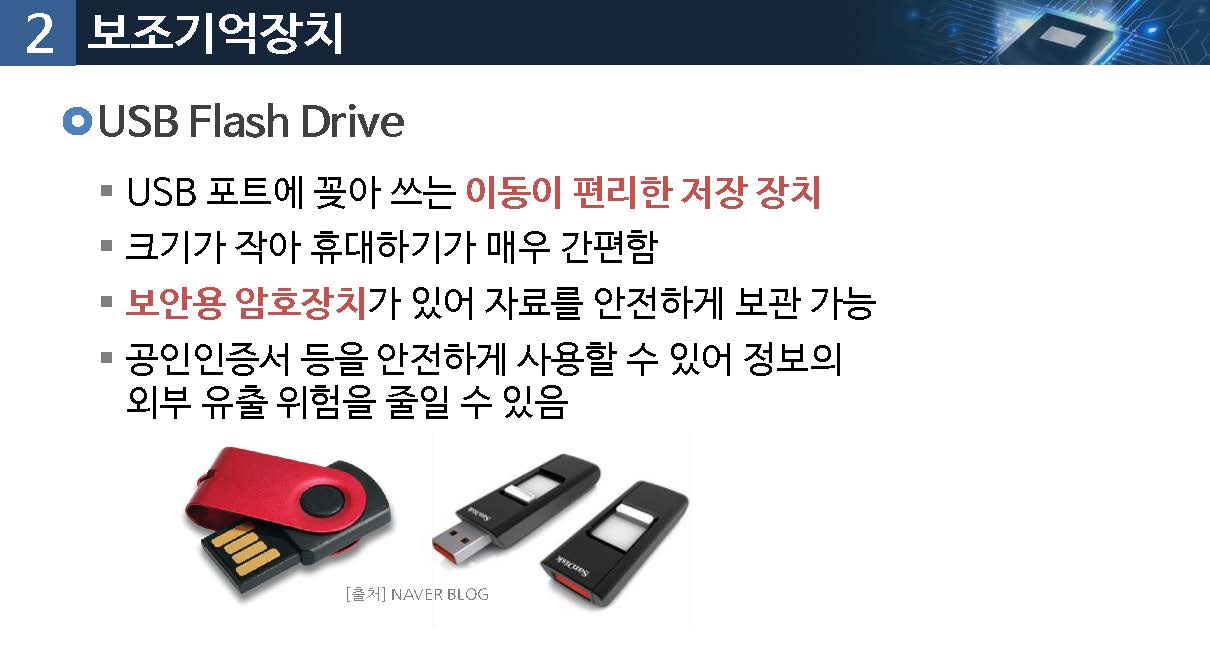 2 보조기억장치
USB Flash Drive
USB 포트에 꽂아 쓰는 이동이 편리한 저장 장치
크기가 작아 휴대하기가 매우 간편함
보안용 암호장치가 있어 자료를 안전하게 보관 가능
공인인증서 등을 안전하게 사용할 수 있어 정보의
외부 유출 위험을 줄일 수 있음
SanDisk
SanDisk
[출처] NAVER BLOG